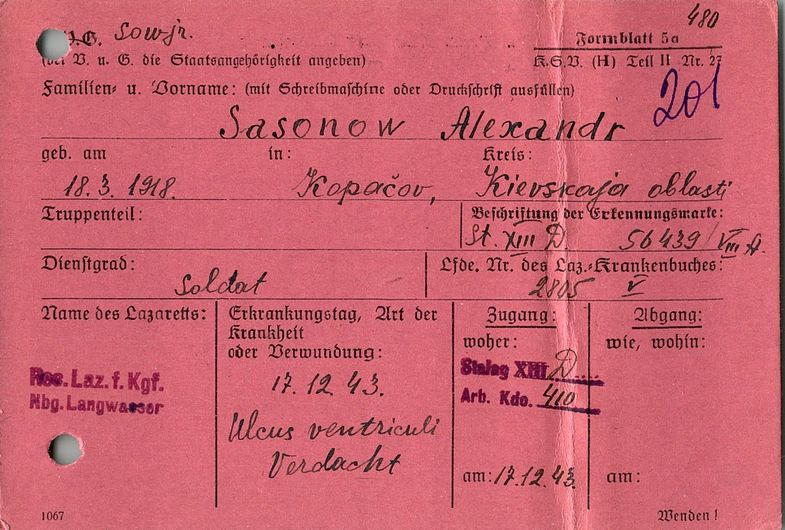 480
V.G. Sowjr.
Formblatt 5a
(bei V. u. G. die Staatsangehörigkeit angeben)
K.S.V. (H) Teil II Nr. 27
Familien- u. Vorname: (mit Schreibmaschine oder Druckschrift ausfüllen)
201
Sasonow Alexandr
geb. am in: Kreis:
18.3.1918. Kopačov, Kievskaja oblasti
Truppenteil: Beschriftung der Erkennungsmarke:
St. XIII D. 56439/VIII A.
Dienstgrad: Lfde. Nr. des Laz.-Krankenbuches:
Soldat 2805 V
Name des Lazaretts: Erkrankungstag, Art der Zugang: Abgang:
Krankheit
oder Verwundung: woher: wie, wohin:
Res. Laz. f. Kgf. 17.12.43. Stalag XIII D
Nbg. Langwasser Arb. Kdo. 410
Ulcus ventriculi
Verdacht
am: 17.12.43. am:
1067 Wenden!